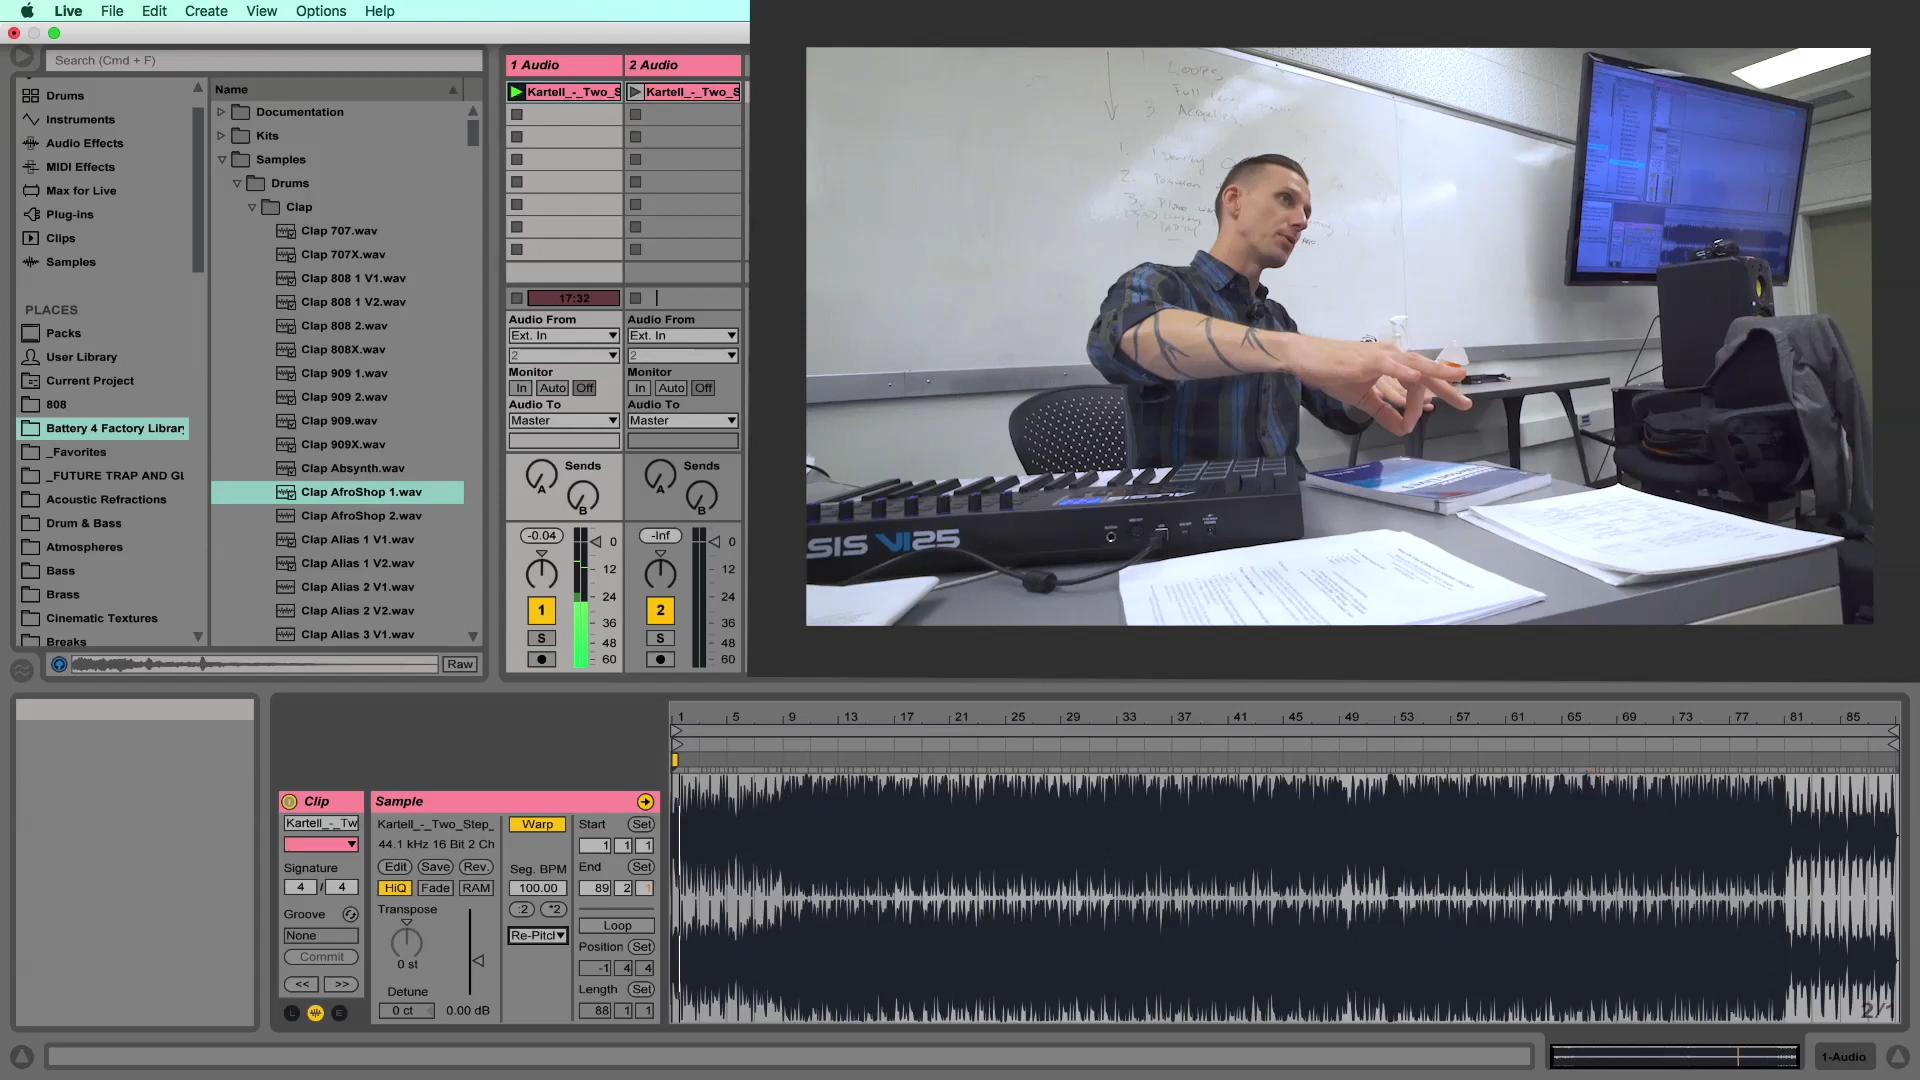 Live File Edit Create View Options Help
Search (Cmd + F)
Drums
Instruments
Audio Effects
MIDI Effects
Max for Live
Plug-ins
Clips
Samples
PLACES
Packs
User Library
Current Project
808
Battery 4 Factory Library
_Favorites
_FUTURE TRAP AND GL
Acoustic Refractions
Drum & Bass
Atmospheres
Bass
Brass
Cinematic Textures
Breaks
Name
Documentation
Kits
Samples
Drums
Clap
Clap 707.wav
Clap 707X.wav
Clap 808 1 V1.wav
Clap 808 1 V2.wav
Clap 808 2.wav
Clap 808X.wav
Clap 909 1.wav
Clap 909 2.wav
Clap 909.wav
Clap 909X.wav
Clap Absynth.wav
Clap AfroShop 1.wav
Clap AfroShop 2.wav
Clap Alias 1 V1.wav
Clap Alias 1 V2.wav
Clap Alias 2 V1.wav
Clap Alias 2 V2.wav
Clap Alias 3 V1.wav
Raw
1 Audio 2 Audio
Kartell_-_Two_S Kartell_-_Two_S
17:32
Audio From Audio From
Ext. In Ext. In
2 2
Monitor Monitor
In Auto Off In Auto Off
Audio To Audio To
Master Master
Sends Sends
A A
B B
-0.04 0 -Inf 0
12 12
24 24
1 36 2 36
S 48 S 48
60 60
LOOPS
Full
3.
1.
2.
3.
SIS VI25
1 5 9 13 17 21 25 29 33 37 41 45 49 53 57 61 65 69 73 77 81 85
Clip
Kartell_-_Tw
Signature
4 / 4
Groove
None
Commit
<< >>
L E
Sample
Kartell_-_Two_Step_
44.1 kHz 16 Bit 2 Ch
Edit Save Rev.
HiQ Fade RAM
Transpose
0 st
Detune
0 ct 0.00 dB
Warp
Seg. BPM
100.00
:2 *2
Re-Pitcl
Start Set
1 1 1
End Set
89 2 1
Loop
Position Set
-1 4 4
Length Set
88 1 1
2/1
1-Audio